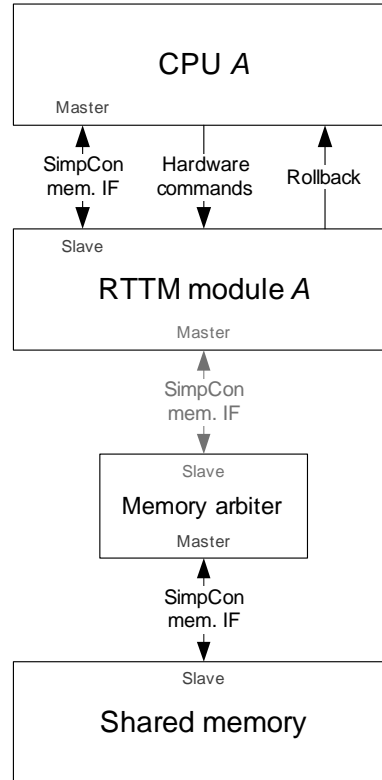 CPU A
Master
SimpCon
mem. IF
Hardware
commands
Rollback
Slave
RTTM module A
Master
SimpCon
mem. IF
Slave
Memory arbiter
Master
SimpCon
mem. IF
Slave
Shared memory